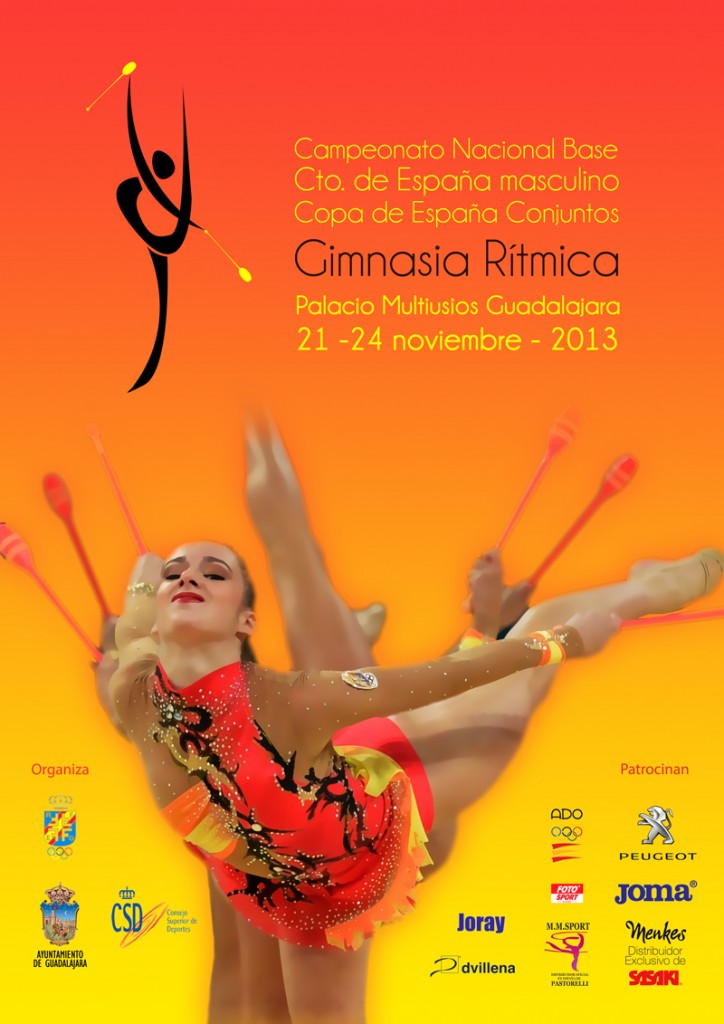 Campeonato Nacional Base
Cto. de España masculino
Copa de España Conjuntos
Gimnasia Rítmica
Palacio Multiusios Guadalajara
21 -24 noviembre - 2013
Organiza
Patrocinan
AYUNTAMIENTO
DE GUADALAJARA
CSD
Consejo
Superior de
Deportes
Joray
dvillena
ADO
FOTO
SPORT
M.M.SPORT
PASTORELLI
PEUGEOT
joma®
Menkes
Distribuidor
Exclusivo de
SASAKI